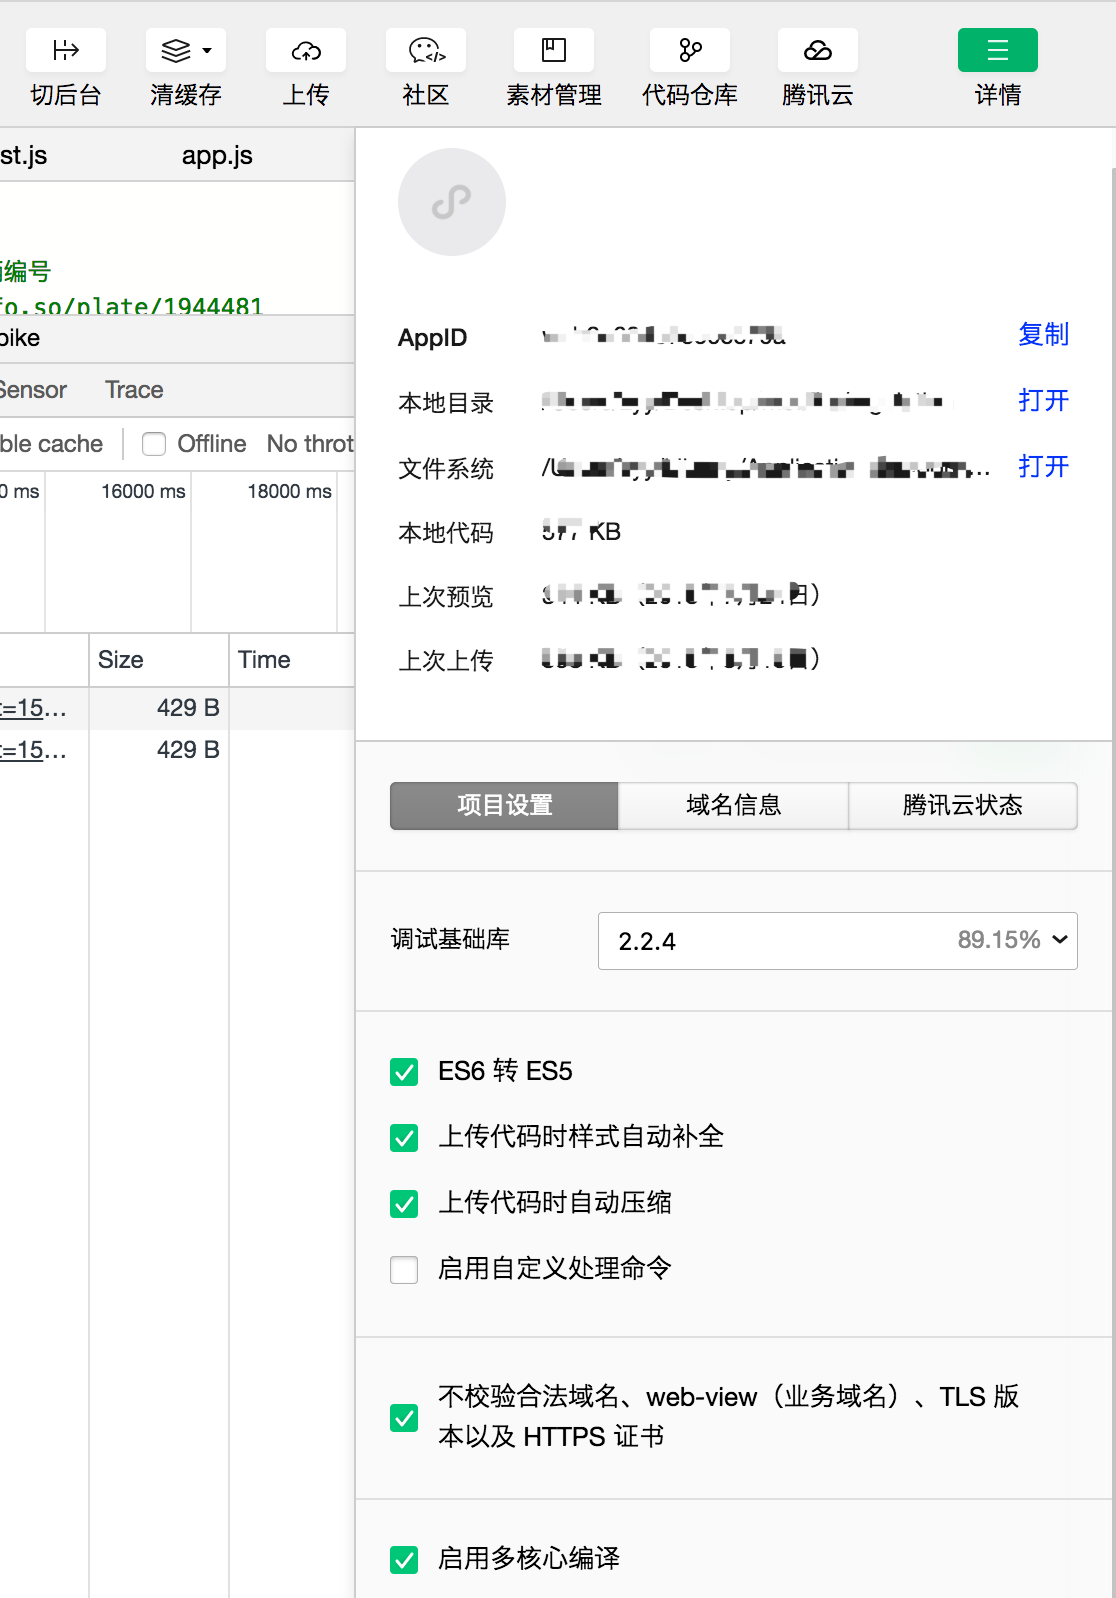 切后台 清缓存 上传 社区 素材管理 代码仓库 腾讯云 详情
st.js app.js
编号
fo.so/plate/1944481
bike
Sensor Trace
ble cache Offline No throt
0 ms 16000 ms 18000 ms
Size Time
t=15… 429 B
t=15… 429 B
AppID 复制
本地目录 打开
文件系统 打开
本地代码 KB
上次预览
上次上传
项目设置 域名信息 腾讯云状态
调试基础库 2.2.4 89.15%
ES6 转 ES5
上传代码时样式自动补全
上传代码时自动压缩
启用自定义处理命令
不校验合法域名、web-view（业务域名）、TLS 版
本以及 HTTPS 证书
启用多核心编译